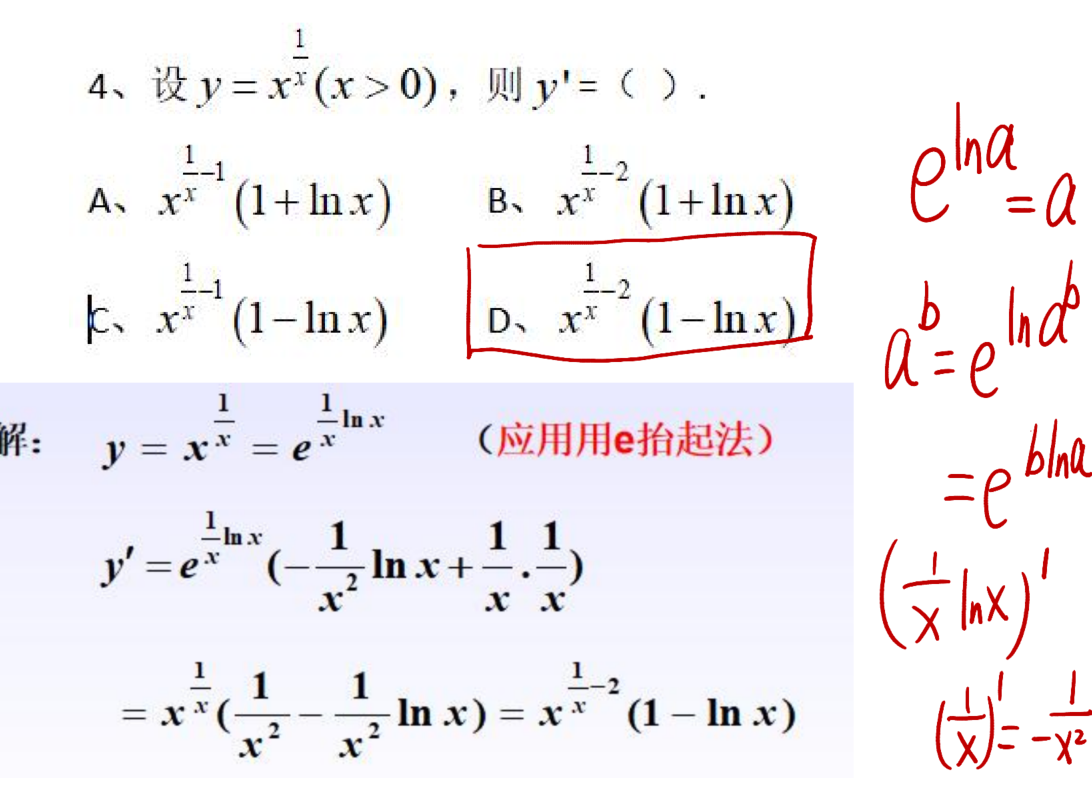 4、设 y = x^{\frac{1}{x}} (x > 0)，则 y' = （ ）.
A、 x^{\frac{1}{x}-1} (1 + ln x) B、 x^{\frac{1}{x}-2} (1 + ln x)
C、 x^{\frac{1}{x}-1} (1 − ln x) D、 x^{\frac{1}{x}-2} (1 − ln x)
解： y = x^{\frac{1}{x}} = e^{\frac{1}{x} ln x} （应用用e抬起法）
y' = e^{\frac{1}{x} ln x} (−\frac{1}{x^2} ln x + \frac{1}{x} . \frac{1}{x})
= x^{\frac{1}{x}} (\frac{1}{x^2} − \frac{1}{x^2} ln x) = x^{\frac{1}{x}-2} (1 − ln x)
e^{ln a} = a
a^b = e^{ln a^b}
= e^{b ln a}
(\frac{1}{x} ln x)'
(\frac{1}{x})' = −\frac{1}{x^2}